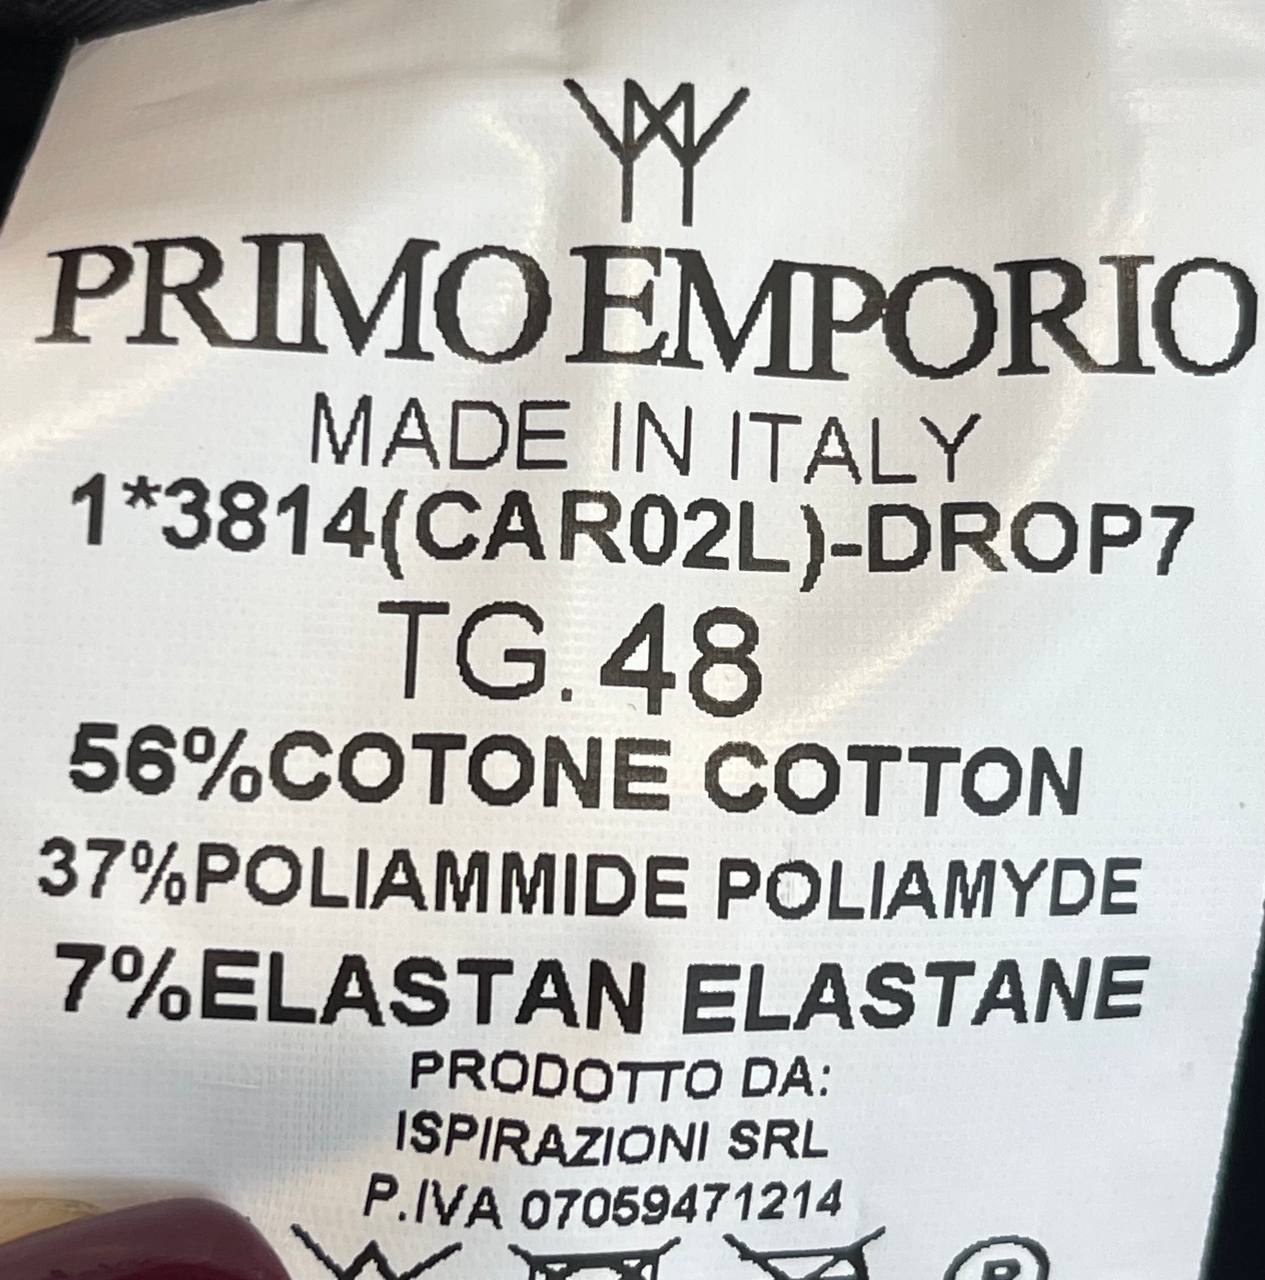 PRIMO EMPORIO
MADE IN ITALY
1*3814(CAR02L)-DROP7
TG.48
56%COTONE COTTON
37%POLIAMMIDE POLIAMYDE
7%ELASTAN ELASTANE
PRODOTTO DA:
ISPIRAZIONI SRL
P.IVA 07059471214
P